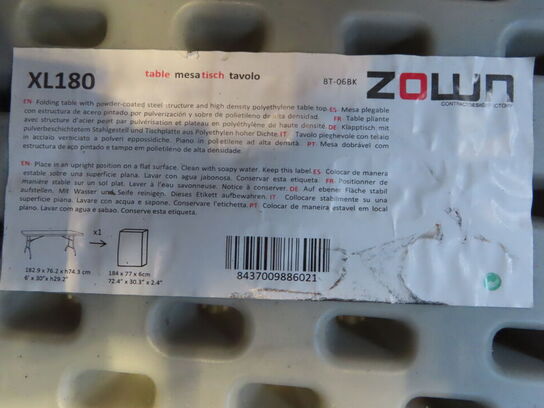 XL180
table mesa tisch tavolo
BT-06BK
ZOWN
EN Folding table with powder-coated steel structure and high density polyethylene table top. ES Mesa plegable
con estructura de acero pintado por pulverización y sobre de polietileno de alta densidad. FR Table pliante
avec structure d'acier peint par pulvérisation et plateau en polyéthylène de haute densité. DE Klapptisch mit
pulverbeschichtetem Stahlgestell und Tischplatte aus Polyethylen hoher Dichte. IT Tavolo pieghevole con telaio
in acciaio verniciato a polveri epossidiche. Piano in polietilene ad alta densità. PT Mesa dobrável com
estructura de aço pintado e tampo em polietileno de alta densidade.
EN Place in an upright position on a flat surface. Clean with soapy water. Keep this label. ES Colocar de manera
estable sobre una superficie plana. Lavar con agua jabonosa. Conservar esta etiqueta. FR Positionner de
manière stable sur un sol plat. Laver à l'eau savonneuse. Notice à conserver. DE Auf ebener Fläche stabil
aufstellen. Mit Wasser und Seife reinigen. Dieses Etikett aufbewahren. IT Collocare stabilmente su una
superficie piana. Lavare con acqua e sapone. Conservare l'etichetta. PT Colocar de maneira estavel em local
plano. Lavar com agua e sabao. Conserve esta etiqueta.
x1
182.9 x 76.2 x h74.3 cm
6' x 30" x h29.2"
184 x 77 x 6cm
72.4" x 30.3" x 2.4"
8437009886021